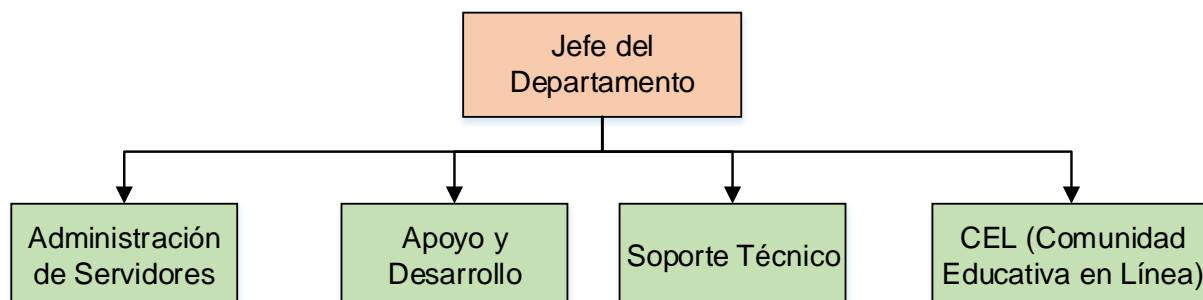 Jefe del
Departamento
Administración
de Servidores
Apoyo y
Desarrollo
Soporte Técnico
CEL (Comunidad
Educativa en Línea)